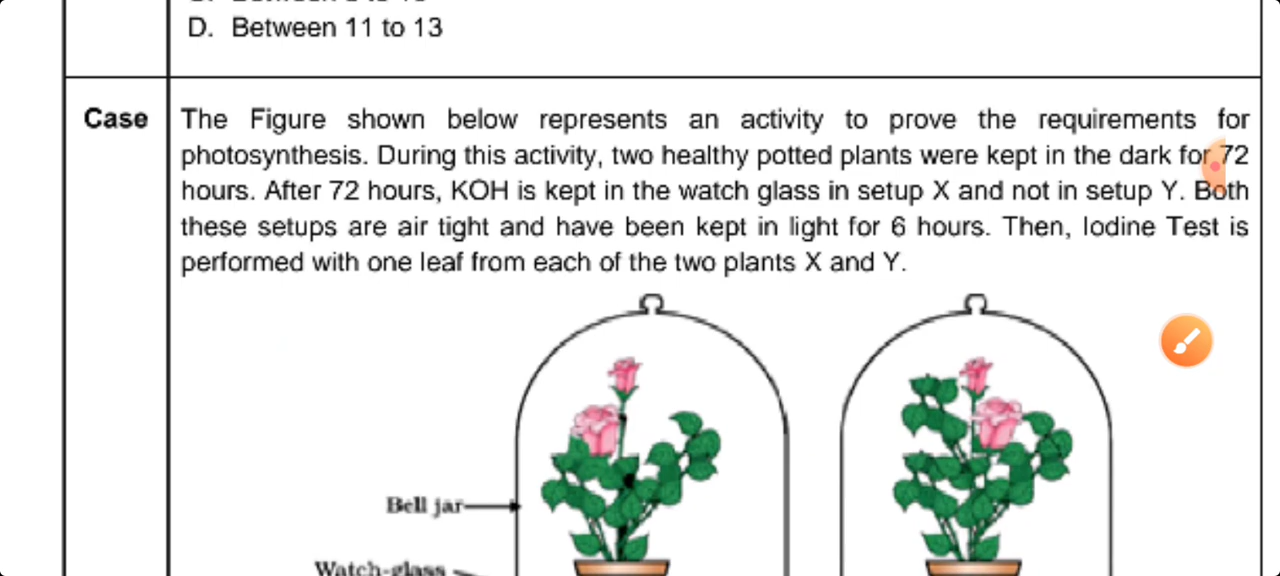 D. Between 11 to 13
Case
The Figure shown below represents an activity to prove the requirements for
photosynthesis. During this activity, two healthy potted plants were kept in the dark for 72
hours. After 72 hours, KOH is kept in the watch glass in setup X and not in setup Y. Both
these setups are air tight and have been kept in light for 6 hours. Then, Iodine Test is
performed with one leaf from each of the two plants X and Y.
Bell jar
Watch-glass